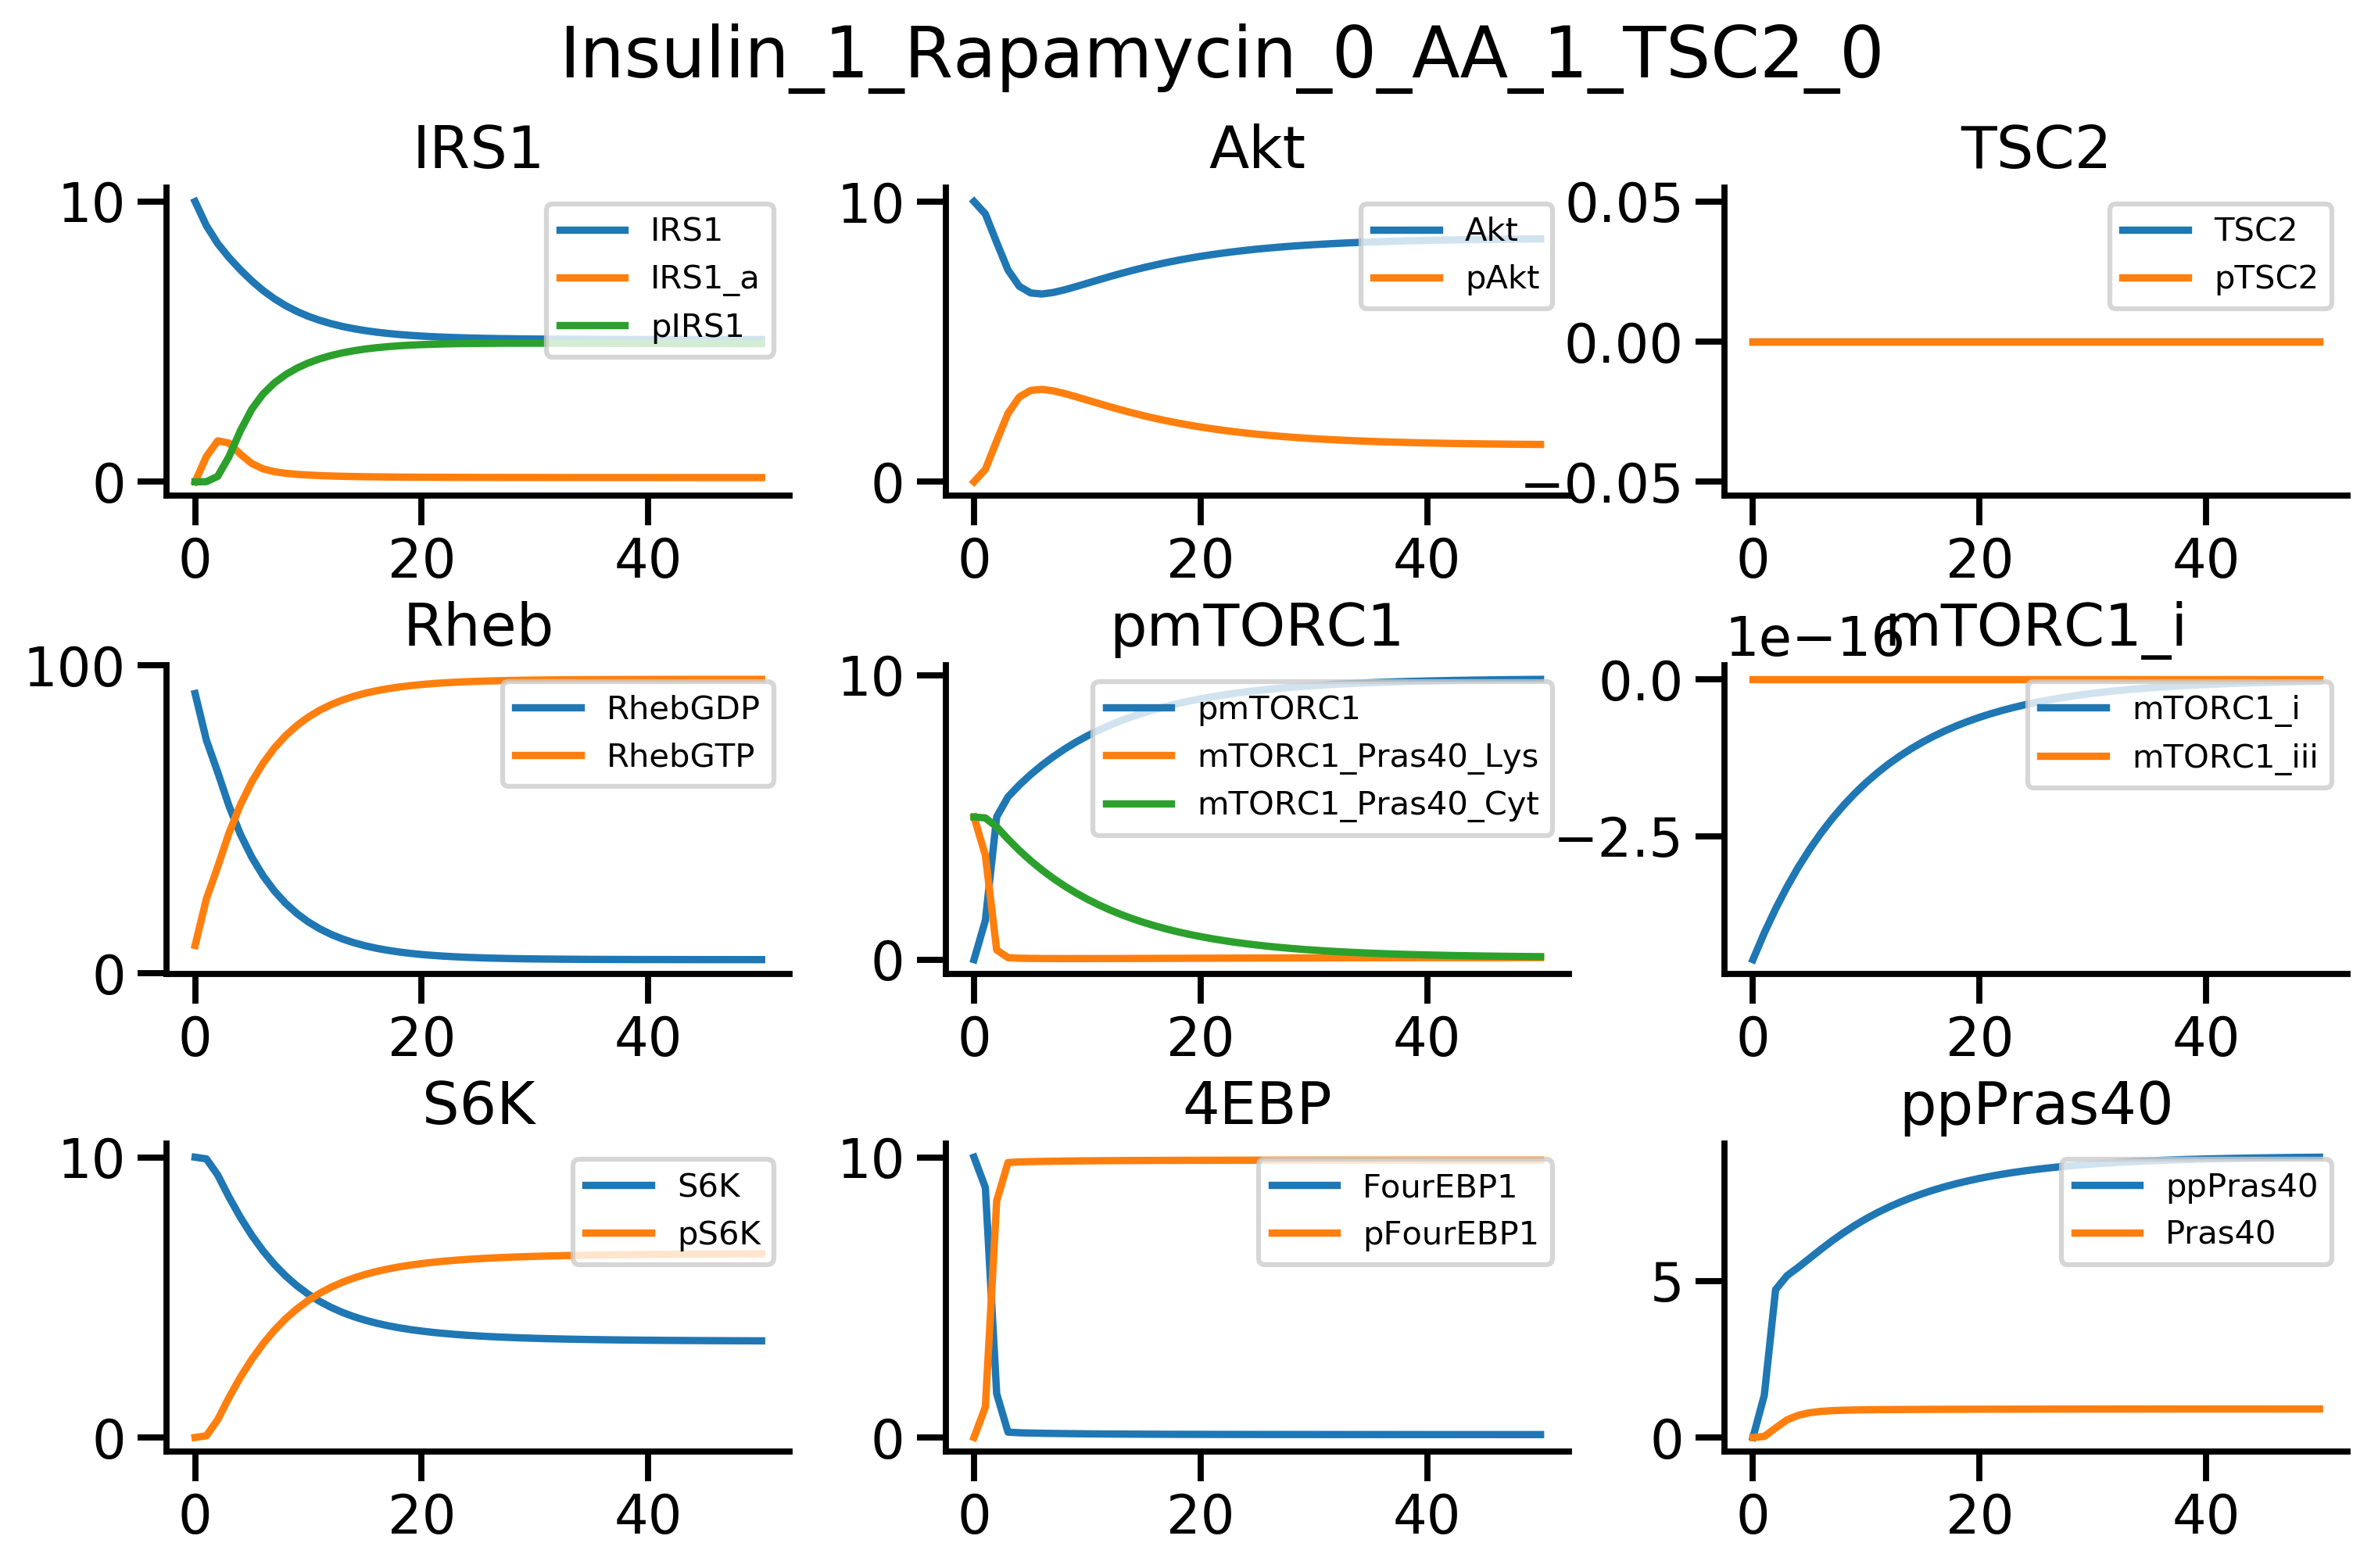 Insulin_1_Rapamycin_0_AA_1_TSC2_0
IRS1
10
0
0 20 40
IRS1
IRS1_a
pIRS1
Akt
10
0
0 20 40
Akt
pAkt
TSC2
0.05
0.00
−0.05
0 20 40
TSC2
pTSC2
Rheb
100
0
0 20 40
RhebGDP
RhebGTP
pmTORC1
10
0
0 20 40
pmTORC1
mTORC1_Pras40_Lys
mTORC1_Pras40_Cyt
mTORC1_i
1e−16
0.0
−2.5
0 20 40
mTORC1_i
mTORC1_iii
S6K
10
0
0 20 40
S6K
pS6K
4EBP
10
0
0 20 40
FourEBP1
pFourEBP1
ppPras40
5
0
0 20 40
ppPras40
Pras40